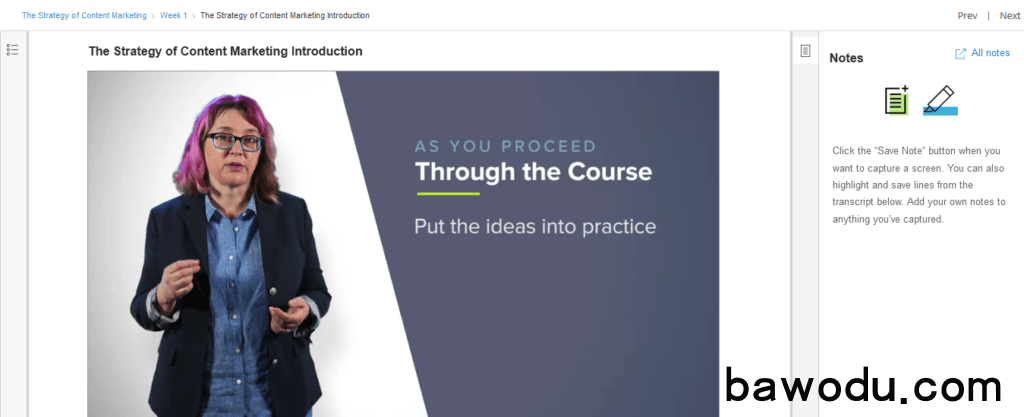 The Strategy of Content Marketing > Week 1 > The Strategy of Content Marketing Introduction
Prev | Next
The Strategy of Content Marketing Introduction
AS YOU PROCEED
Through the Course
Put the ideas into practice
Notes
All notes
Click the “Save Note” button when you
want to capture a screen. You can also
highlight and save lines from the
transcript below. Add your own notes to
anything you've captured.
bawodu.com